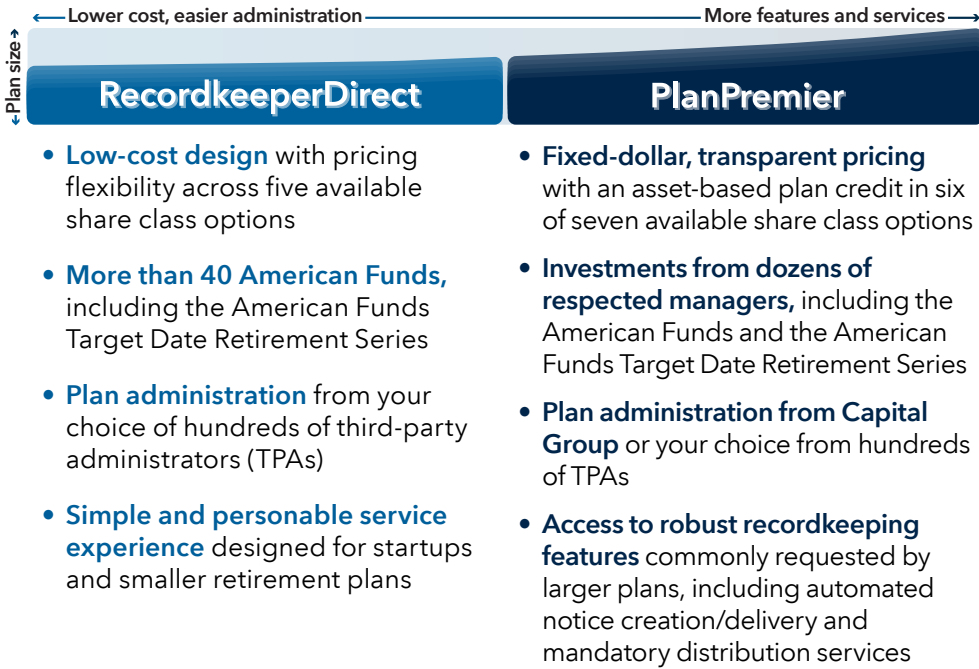 Lower cost, easier administration
More features and services
Plan size
RecordkeeperDirect
• Low-cost design with pricing
flexibility across five available
share class options
• More than 40 American Funds,
including the American Funds
Target Date Retirement Series
• Plan administration from your
choice of hundreds of third-party
administrators (TPAs)
• Simple and personable service
experience designed for startups
and smaller retirement plans
PlanPremier
• Fixed-dollar, transparent pricing
with an asset-based plan credit in six
of seven available share class options
• Investments from dozens of
respected managers, including the
American Funds and the American
Funds Target Date Retirement Series
• Plan administration from Capital
Group or your choice from hundreds
of TPAs
• Access to robust recordkeeping
features commonly requested by
larger plans, including automated
notice creation/delivery and
mandatory distribution services